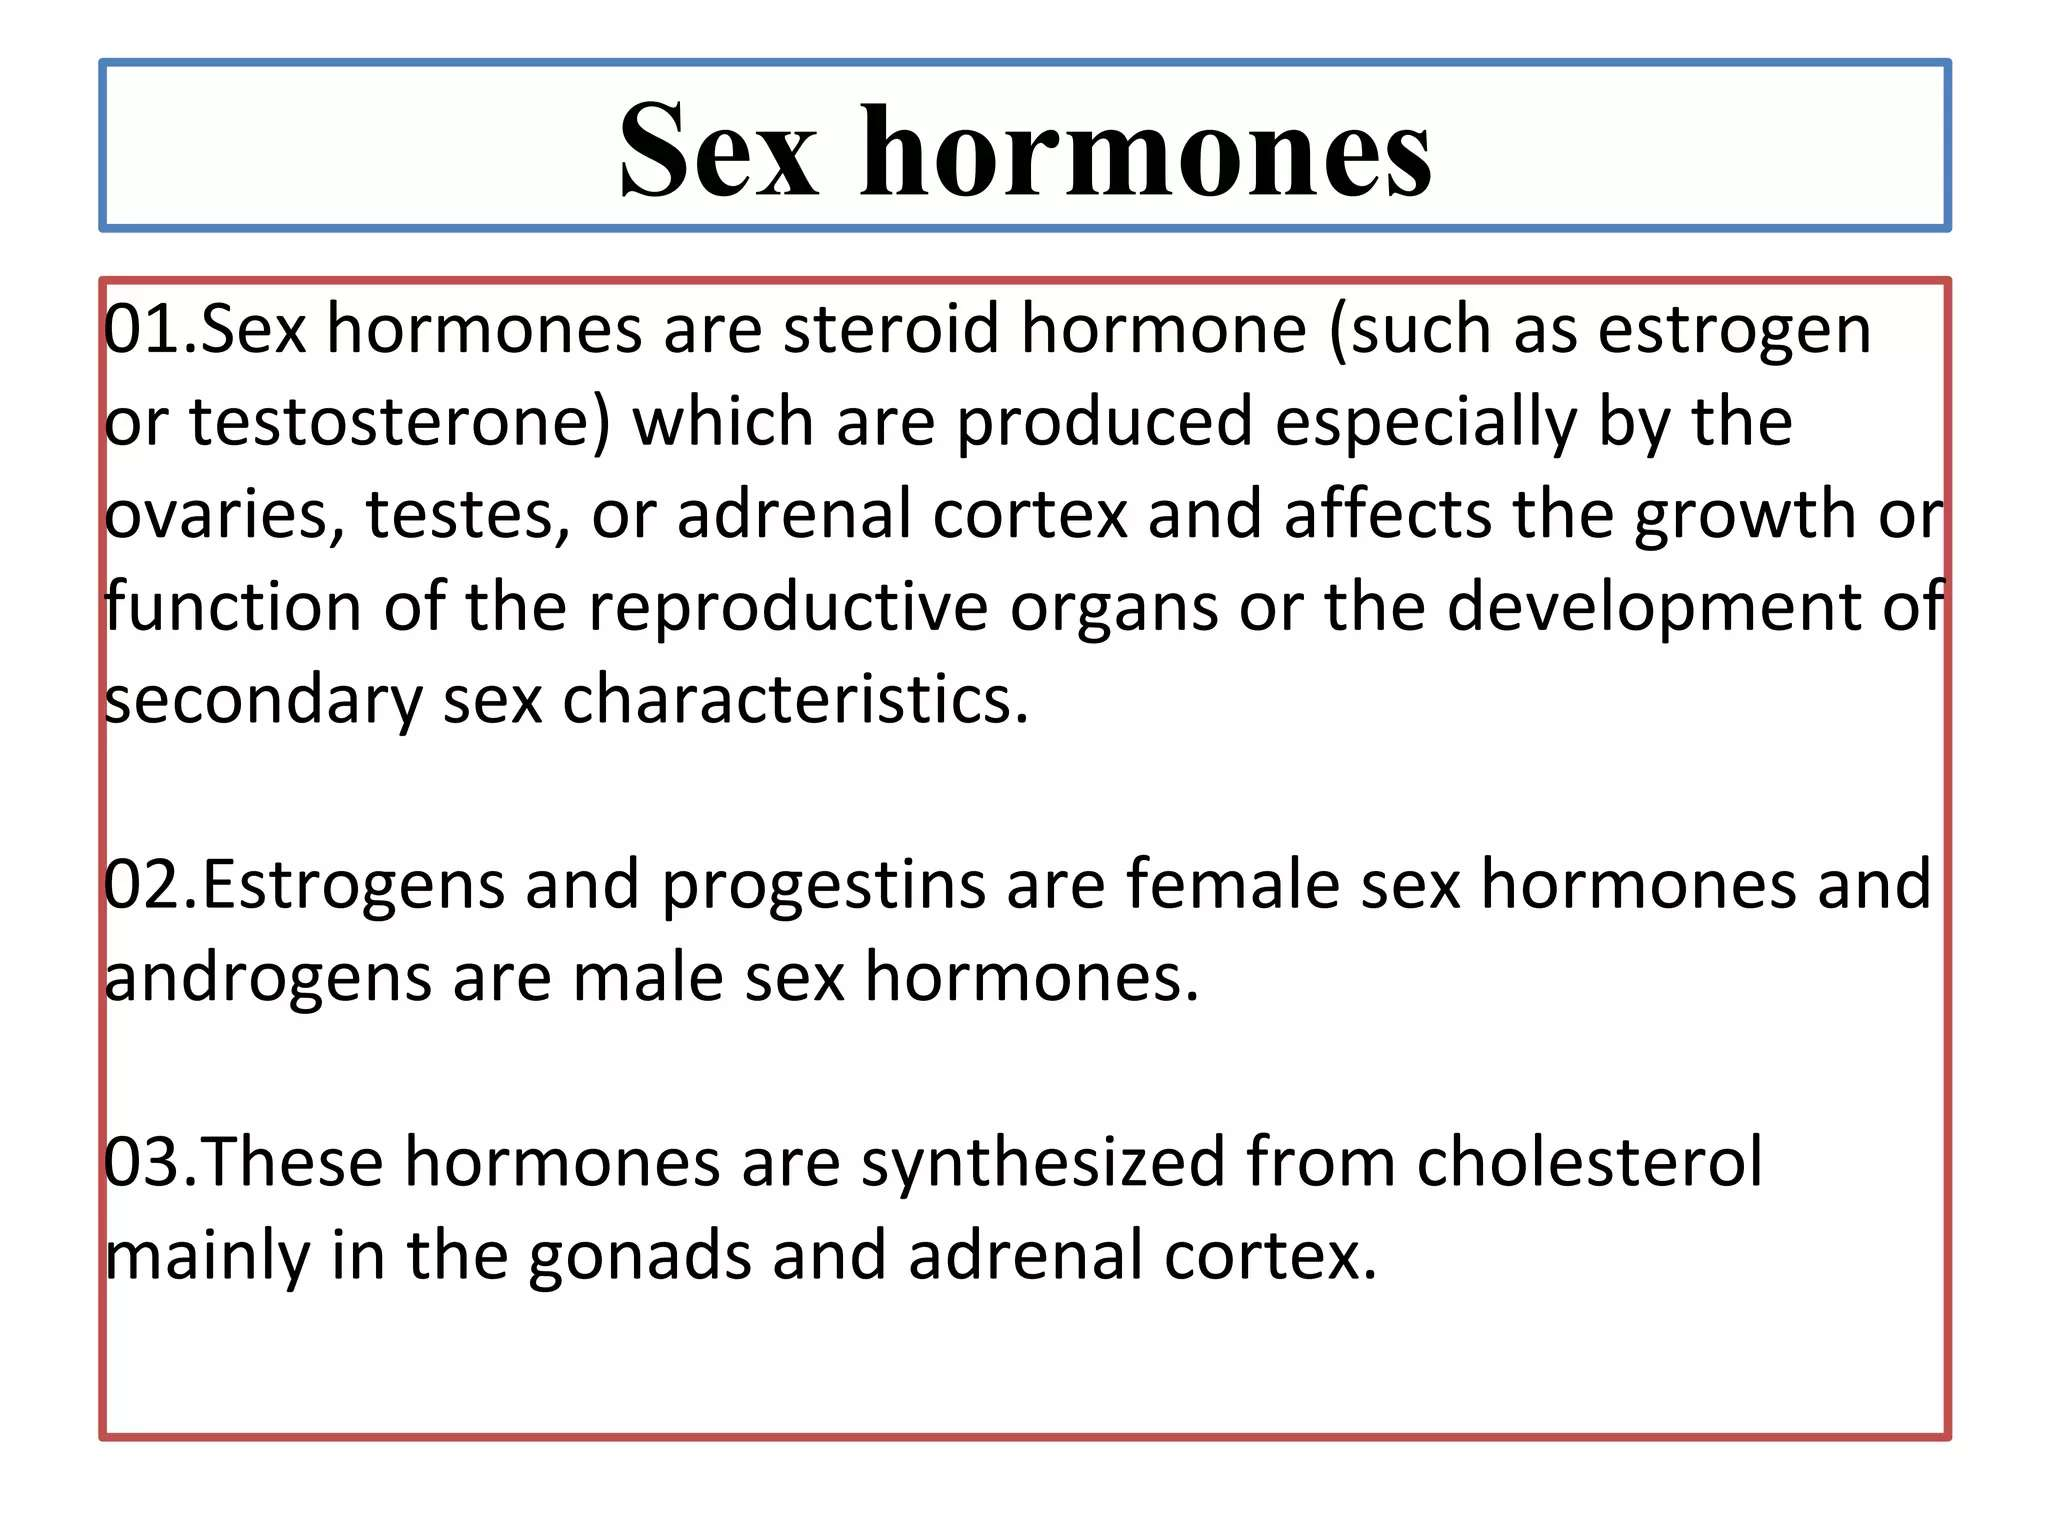 Sex hormones
01.Sex hormones are steroid hormone (such as estrogen
or testosterone) which are produced especially by the
ovaries, testes, or adrenal cortex and affects the growth or
function of the reproductive organs or the development of
secondary sex characteristics.
02.Estrogens and progestins are female sex hormones and
androgens are male sex hormones.
03.These hormones are synthesized from cholesterol
mainly in the gonads and adrenal cortex.